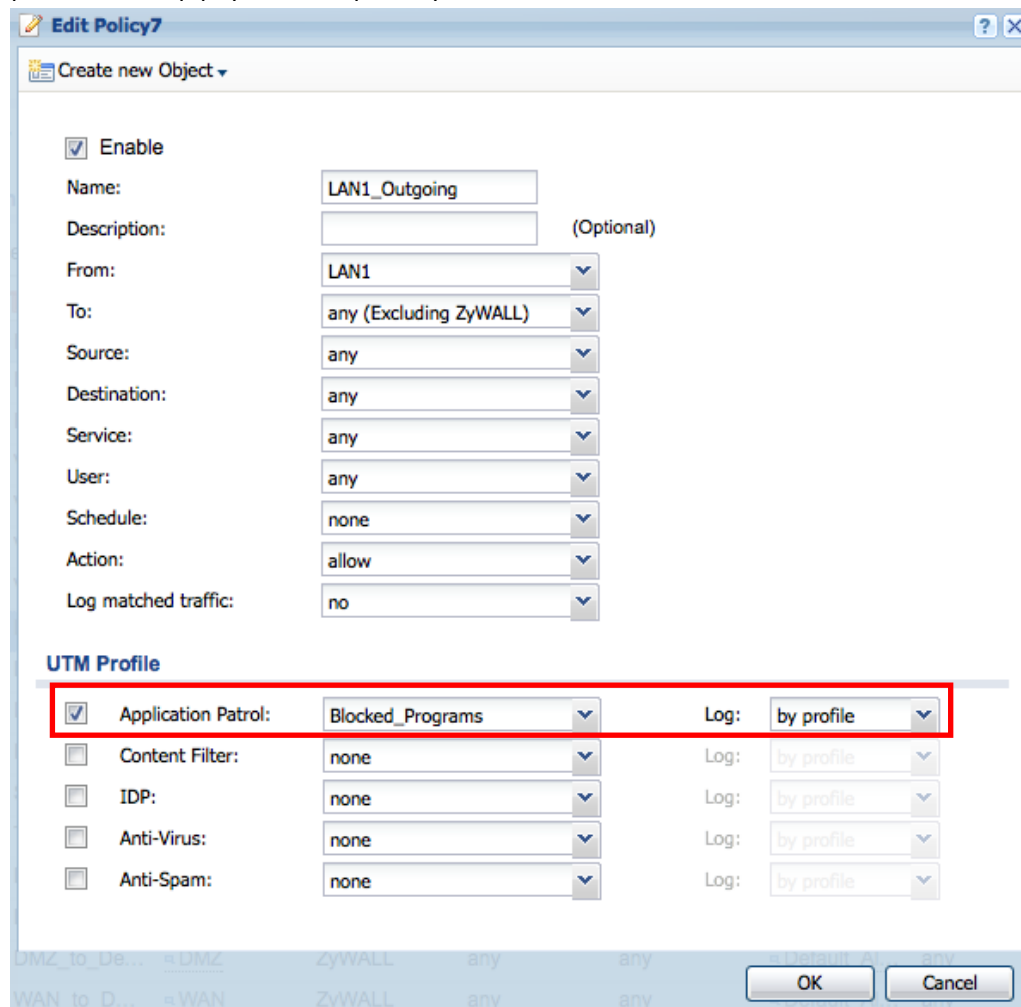 Edit Policy7
Create new Object
Enable
Name: LAN1_Outgoing
Description: (Optional)
From: LAN1
To: any (Excluding ZyWALL)
Source: any
Destination: any
Service: any
User: any
Schedule: none
Action: allow
Log matched traffic: no
UTM Profile
Application Patrol: Blocked_Programs Log: by profile
Content Filter: none Log: by profile
IDP: none Log: by profile
Anti-Virus: none Log: by profile
Anti-Spam: none Log: by profile
DMZ_to_De... DMZ ZyWALL any any Default_Al... any
OK Cancel
WAN_to_D... WAN ZyWALL any any